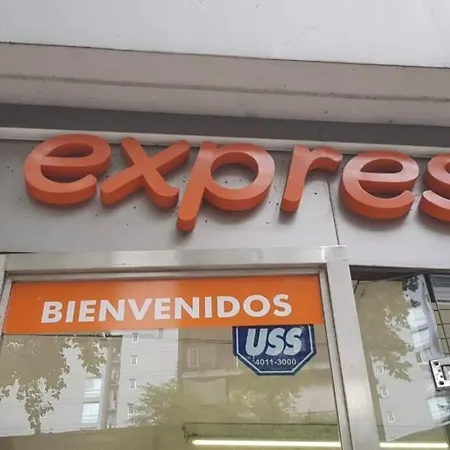 expres
BIENVENIDOS
USS
4011-3000